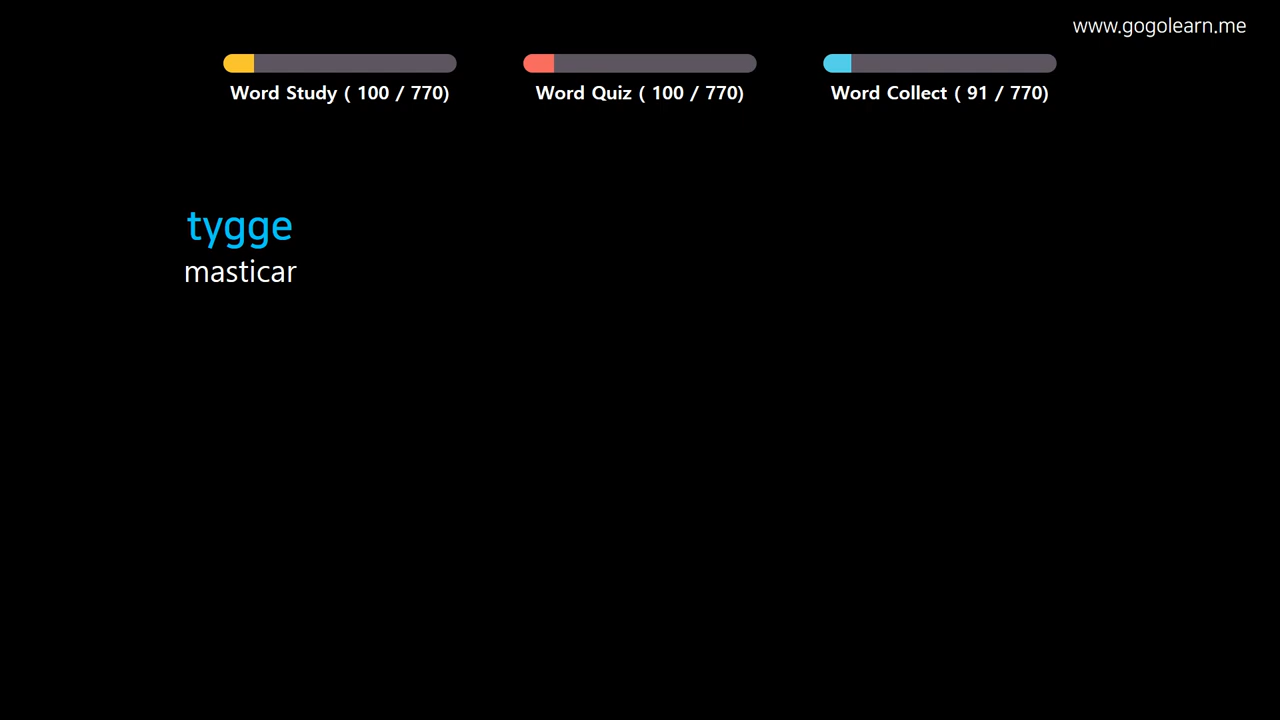 www.gogolearn.me
Word Study ( 100 / 770)
Word Quiz ( 100 / 770)
Word Collect ( 91 / 770)
tygge
masticar